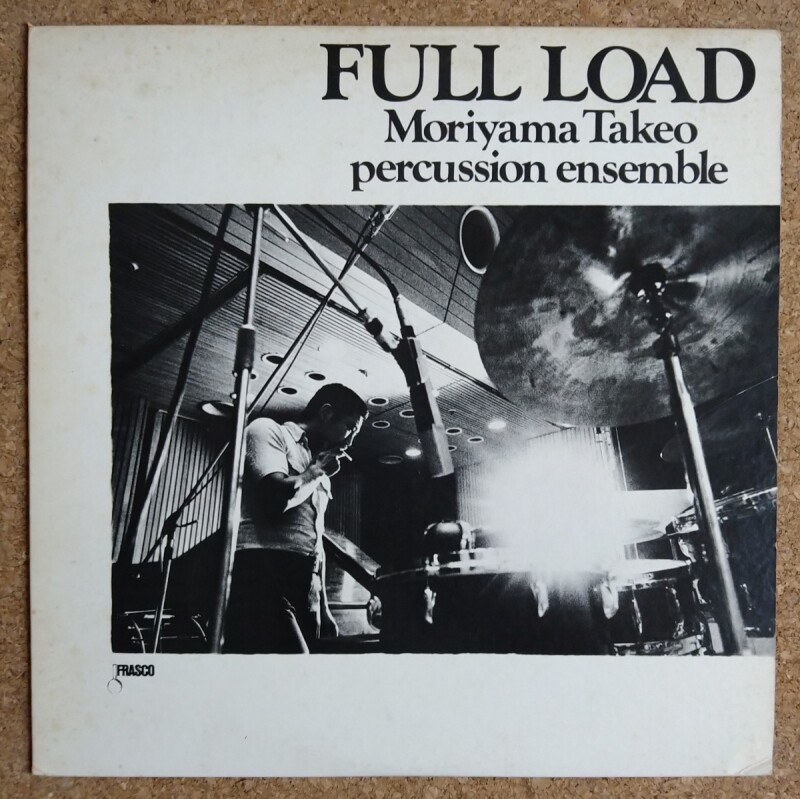 FULL LOAD
Moriyama Takeo
percussion ensemble
FRASCO